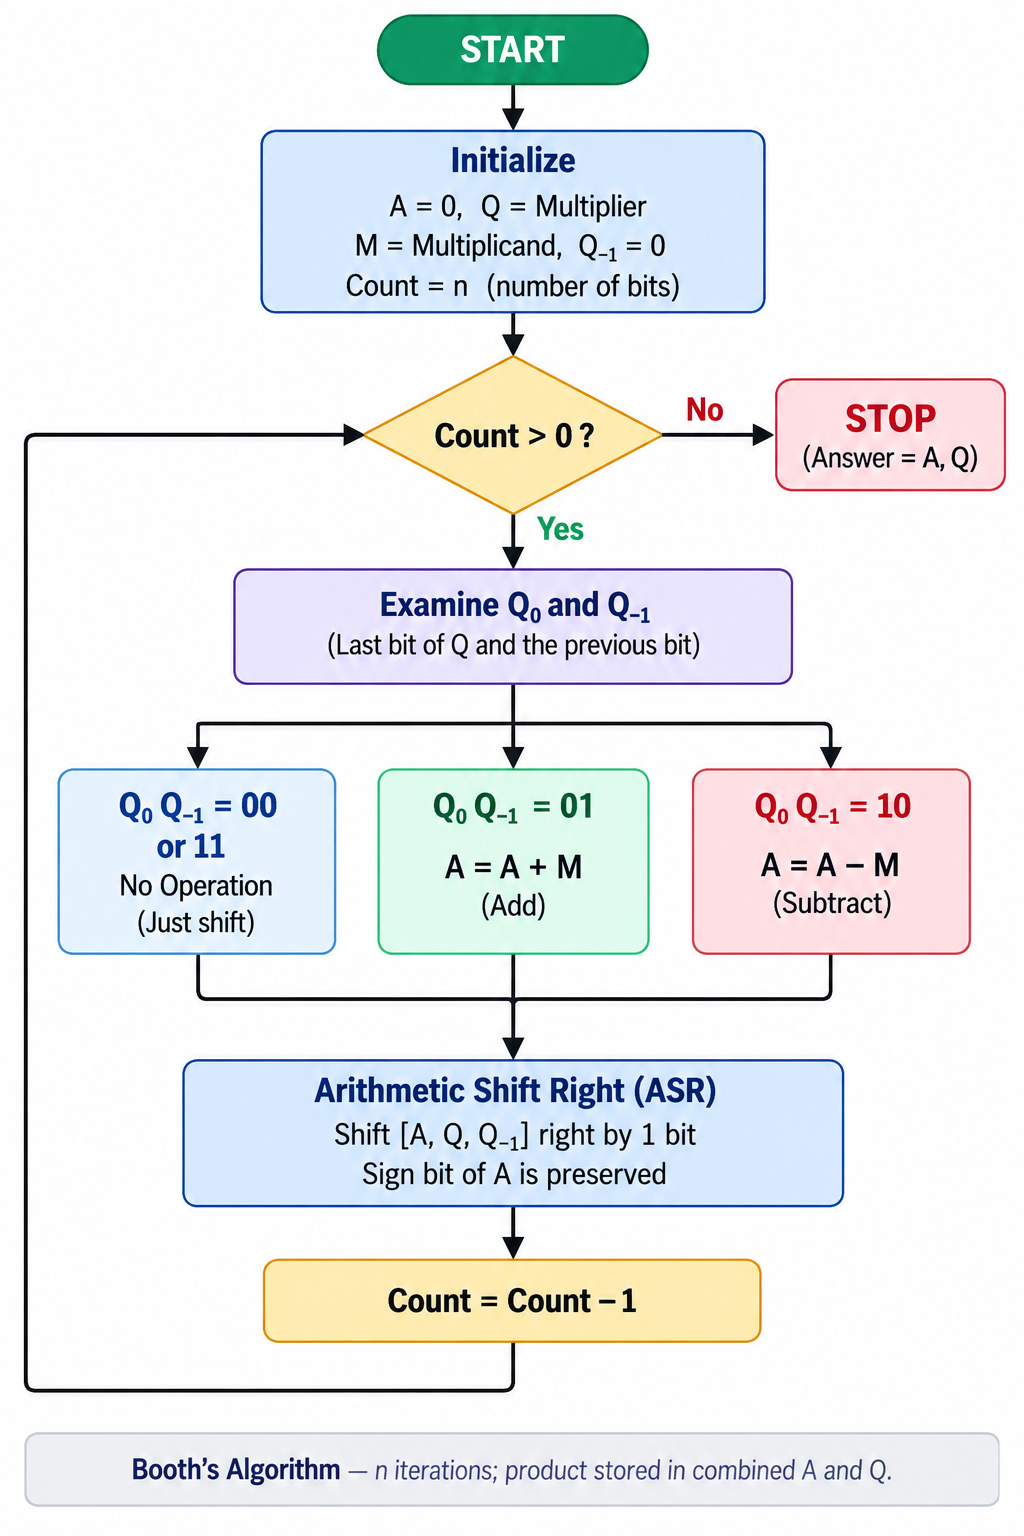 START
Initialize
A = 0, Q = Multiplier
M = Multiplicand, Q₋₁ = 0
Count = n (number of bits)
Count > 0 ?
No
STOP
(Answer = A, Q)
Yes
Examine Q₀ and Q₋₁
(Last bit of Q and the previous bit)
Q₀ Q₋₁ = 00
or 11
No Operation
(Just shift)
Q₀ Q₋₁ = 01
A = A + M
(Add)
Q₀ Q₋₁ = 10
A = A − M
(Subtract)
Arithmetic Shift Right (ASR)
Shift [A, Q, Q₋₁] right by 1 bit
Sign bit of A is preserved
Count = Count − 1
Booth's Algorithm — n iterations; product stored in combined A and Q.